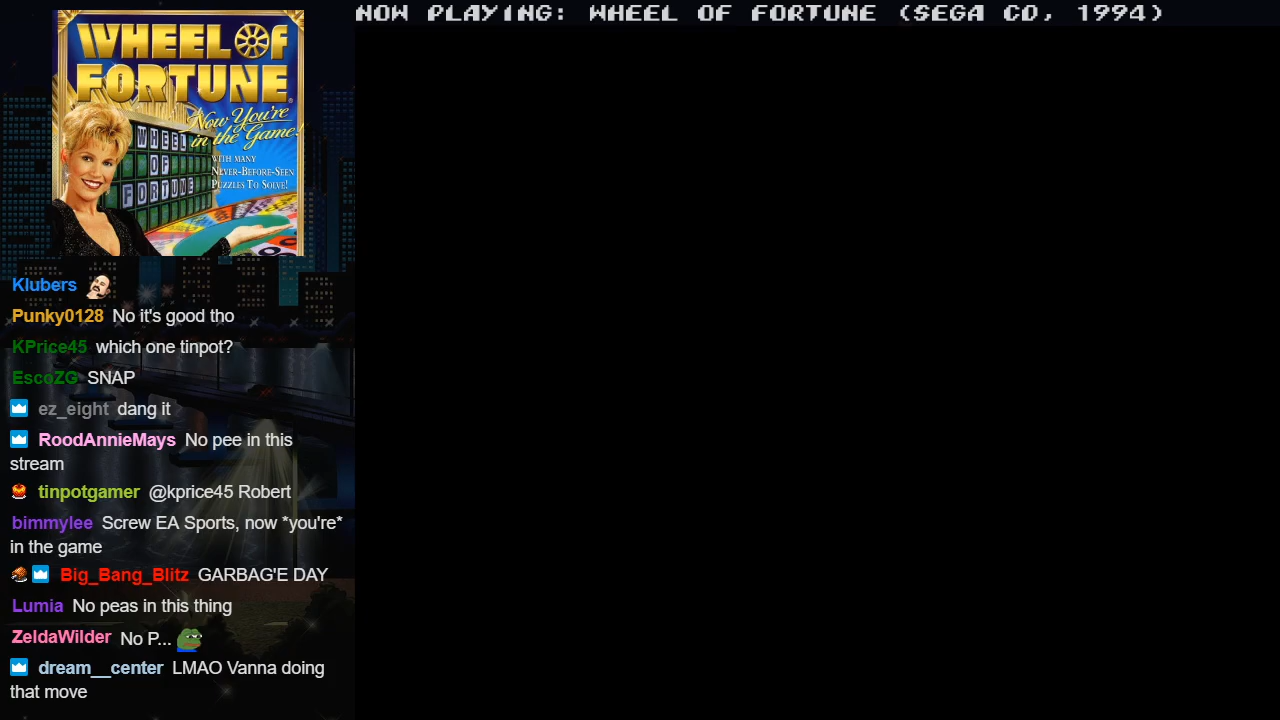 NOW PLAYING: WHEEL OF FORTUNE (SEGA CD, 1994)
WHEEL OF
FORTUNE
Now You're
in the Game!
WITH MANY
NEVER-BEFORE-SEEN
PUZZLES TO SOLVE!
WHEEL
OF
FORTUNE
Klubers
Punky0128 No it's good tho
KPrice45 which one tinpot?
EscoZG SNAP
ez_eight dang it
RoodAnnieMays No pee in this
stream
tinpotgamer @kprice45 Robert
bimmylee Screw EA Sports, now *you're*
in the game
Big_Bang_Blitz GARBAG'E DAY
Lumia No peas in this thing
ZeldaWilder No P...
dream__center LMAO Vanna doing
that move